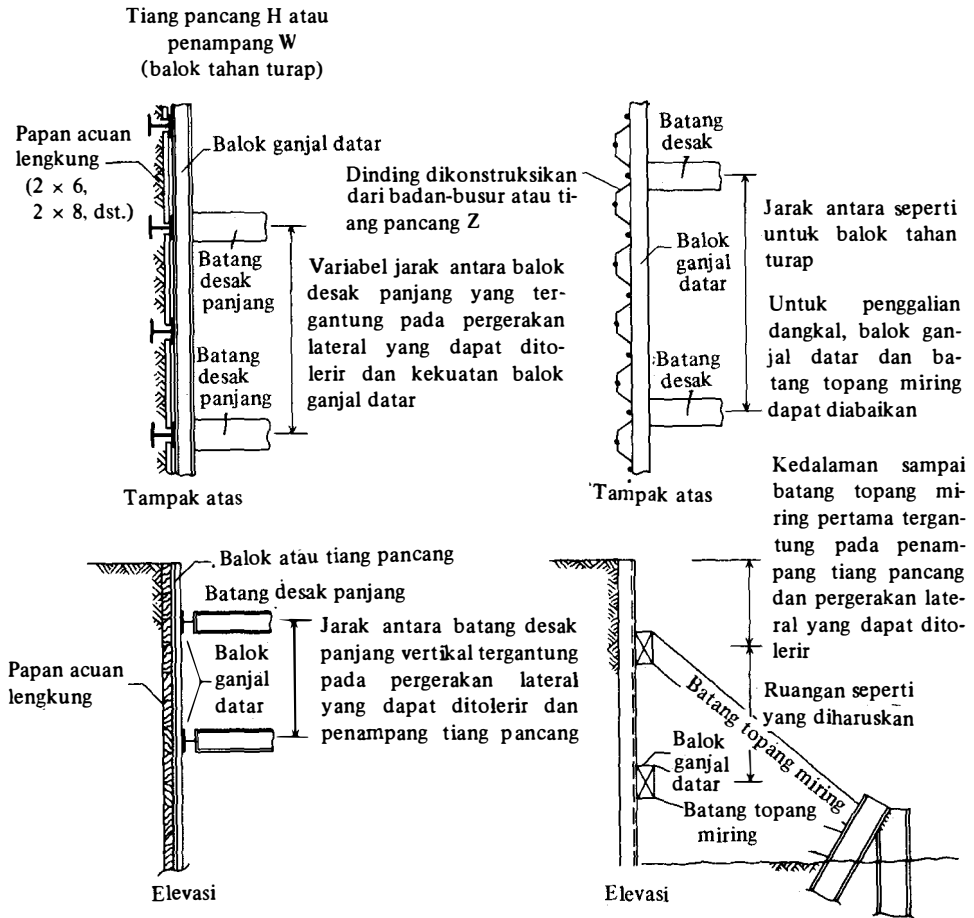 Tiang pancang H atau
penampang W
(balok tahan turap)
Papan acuan
lengkung
(2 × 6,
2 × 8, dst.)
Balok ganjal datar
Batang
desak
panjang
Batang
desak
panjang
Variabel jarak antara balok
desak panjang yang ter-
gantung pada pergerakan
lateral yang dapat dito-
lerir dan kekuatan balok
ganjal datar
Tampak atas
Dinding dikonstruksikan
dari badan-busur atau ti-
ang pancang Z
Batang
desak
Balok
ganjal
datar
Batang
desak
Jarak antara seperti
untuk balok tahan
turap
Untuk penggalian
dangkal, balok gan-
jal datar dan ba-
tang topang miring
dapat diabaikan
Tampak atas
Balok atau tiang pancang
Batang desak panjang
Papan acuan
lengkung
Balok
ganjal
datar
Jarak antara batang desak
panjang vertikal tergantung
pada pergerakan lateral
yang dapat ditolerir dan
penampang tiang pancang
Elevasi
Kedalaman sampai
batang topang mi-
ring pertama tergan-
tung pada penam-
pang tiang pancang
dan pergerakan late-
ral yang dapat dito-
lerir
Ruangan seperti
yang diharuskan
Batang topang miring
Balok
ganjal
datar
Batang topang
miring
Elevasi